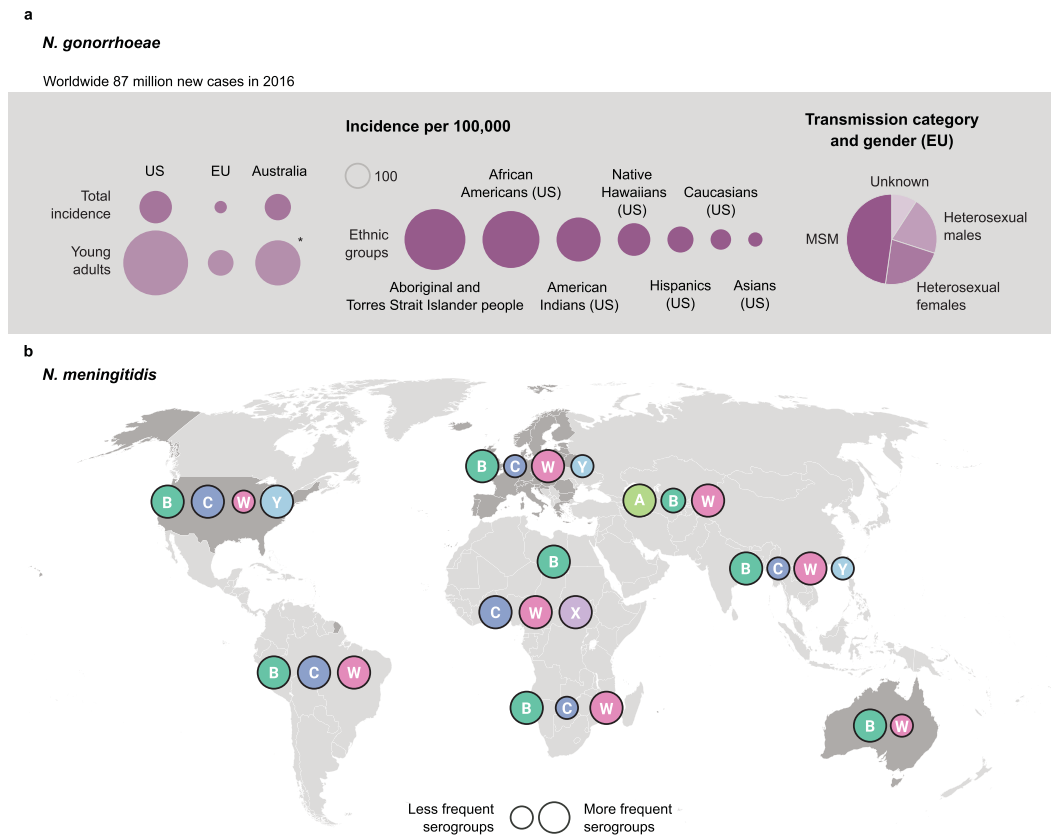 a
N. gonorrhoeae
Worldwide 87 million new cases in 2016
Incidence per 100,000
Transmission category
and gender (EU)
US
EU
Australia
Total
incidence
Young
adults
*
100
Ethnic
groups
African
Americans (US)
Native
Hawaiians
(US)
Caucasians
(US)
Aboriginal and
Torres Strait Islander people
American
Indians (US)
Hispanics
(US)
Asians
(US)
Unknown
MSM
Heterosexual
males
Heterosexual
females
b
N. meningitidis
B C W Y
B C W Y
A B W
B
B C W Y
C W X
B C W
B C W
B W
Less frequent
serogroups
More frequent
serogroups